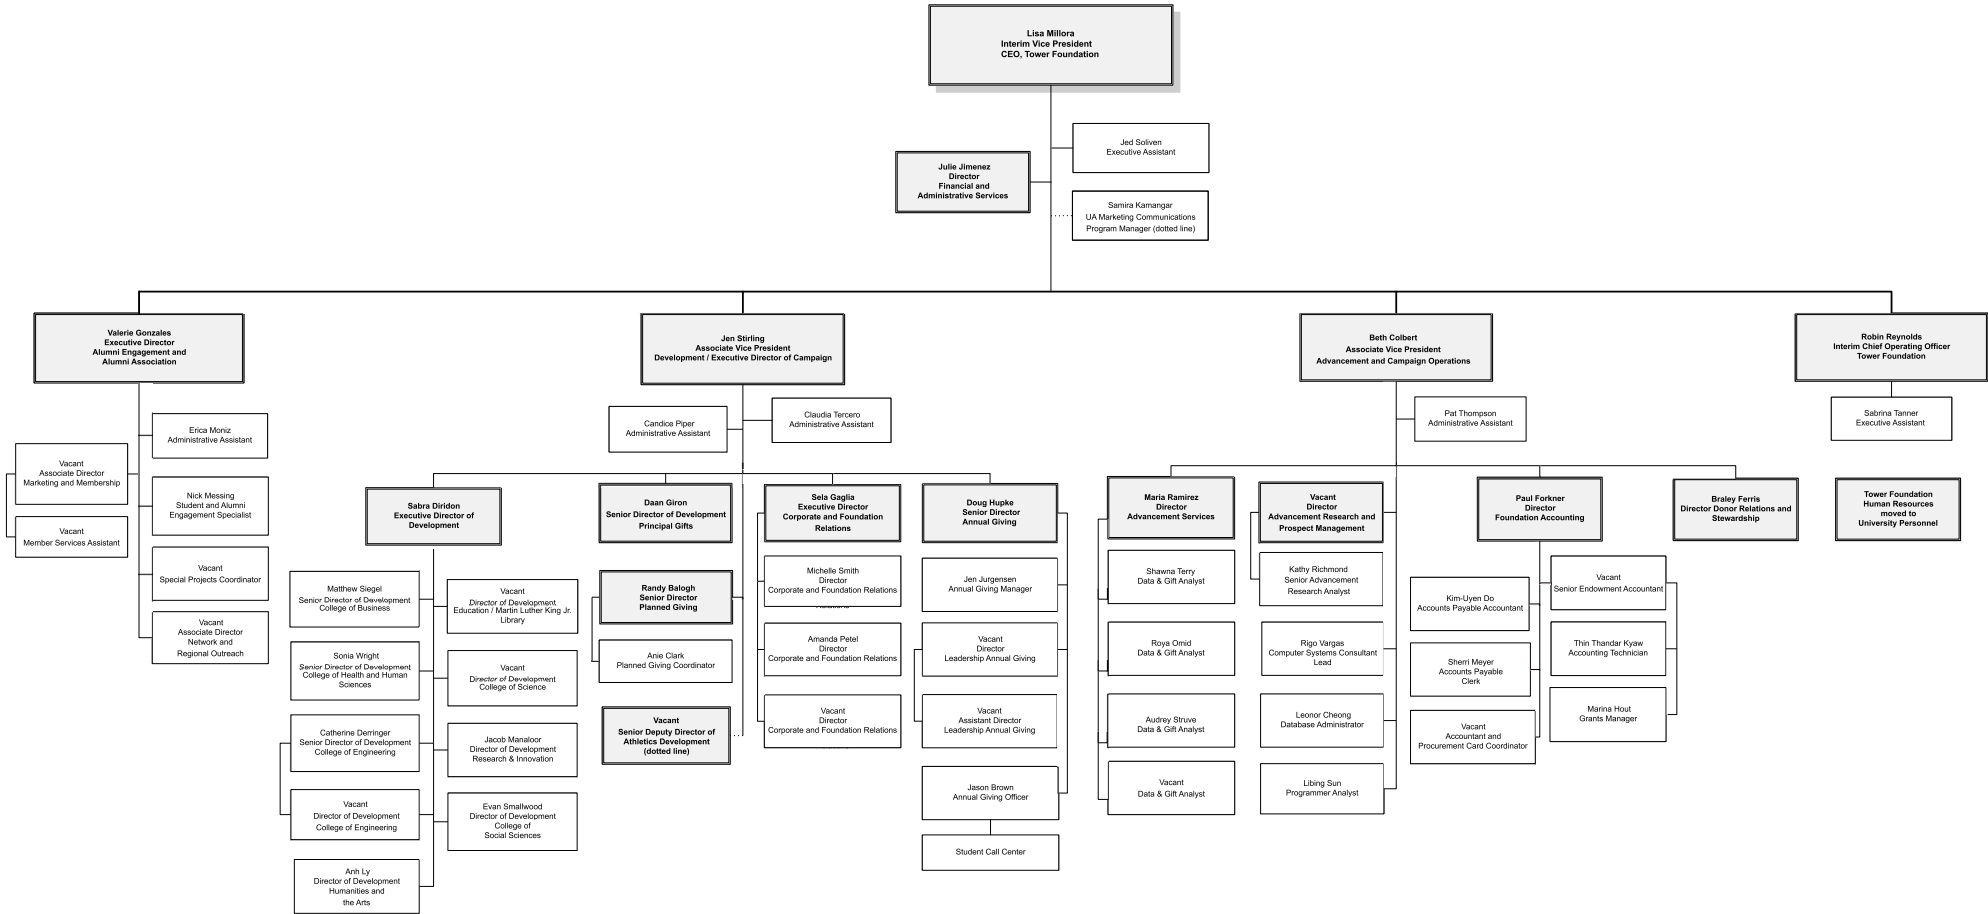 Lisa Millora
Interim Vice President
CEO, Tower Foundation
Jed Soliven
Executive Assistant
Julie Jimenez
Director
Financial and
Administrative Services
Samira Kamangar
UA Marketing Communications
Program Manager (dotted line)
Valerie Gonzales
Executive Director
Alumni Engagement and
Alumni Association
Jen Stirling
Associate Vice President
Development / Executive Director of Campaign
Beth Colbert
Associate Vice President
Advancement and Campaign Operations
Robin Reynolds
Interim Chief Operating Officer
Tower Foundation
Erica Moniz
Administrative Assistant
Vacant
Associate Director
Marketing and Membership
Nick Messing
Student and Alumni
Engagement Specialist
Vacant
Member Services Assistant
Vacant
Special Projects Coordinator
Vacant
Associate Director
Network and
Regional Outreach
Candice Piper
Administrative Assistant
Claudia Tercero
Administrative Assistant
Pat Thompson
Administrative Assistant
Sabrina Tanner
Executive Assistant
Sabra Diridon
Executive Director of
Development
Matthew Siegel
Senior Director of Development
College of Business
Vacant
Director of Development
Education / Martin Luther King Jr.
Library
Sonia Wright
Senior Director of Development
College of Health and Human
Sciences
Vacant
Director of Development
College of Science
Catherine Derringer
Senior Director of Development
College of Engineering
Jacob Manaloor
Director of Development
Research & Innovation
Vacant
Director of Development
College of Engineering
Evan Smallwood
Director of Development
College of
Social Sciences
Anh Ly
Director of Development
Humanities and
the Arts
Daan Giron
Senior Director of Development
Principal Gifts
Randy Balogh
Senior Director
Planned Giving
Anie Clark
Planned Giving Coordinator
Vacant
Senior Deputy Director of
Athletics Development
(dotted line)
Sela Gaglia
Executive Director
Corporate and Foundation
Relations
Michelle Smith
Director
Corporate and Foundation Relations
Amanda Petel
Director
Corporate and Foundation Relations
Vacant
Director
Corporate and Foundation Relations
Doug Hupke
Senior Director
Annual Giving
Jen Jurgensen
Annual Giving Manager
Vacant
Director
Leadership Annual Giving
Vacant
Assistant Director
Leadership Annual Giving
Jason Brown
Annual Giving Officer
Student Call Center
Maria Ramirez
Director
Advancement Services
Shawna Terry
Data & Gift Analyst
Roya Omid
Data & Gift Analyst
Audrey Struve
Data & Gift Analyst
Vacant
Data & Gift Analyst
Vacant
Director
Advancement Research and
Prospect Management
Kathy Richmond
Senior Advancement
Research Analyst
Rigo Vargas
Computer Systems Consultant
Lead
Leonor Cheong
Database Administrator
Libing Sun
Programmer Analyst
Paul Forkner
Director
Foundation Accounting
Vacant
Senior Endowment Accountant
Kim-Uyen Do
Accounts Payable Accountant
Thin Thandar Kyaw
Accounting Technician
Sherri Meyer
Accounts Payable
Clerk
Marina Hout
Grants Manager
Vacant
Accountant and
Procurement Card Coordinator
Braley Ferris
Director Donor Relations and
Stewardship
Tower Foundation
Human Resources
moved to
University Personnel